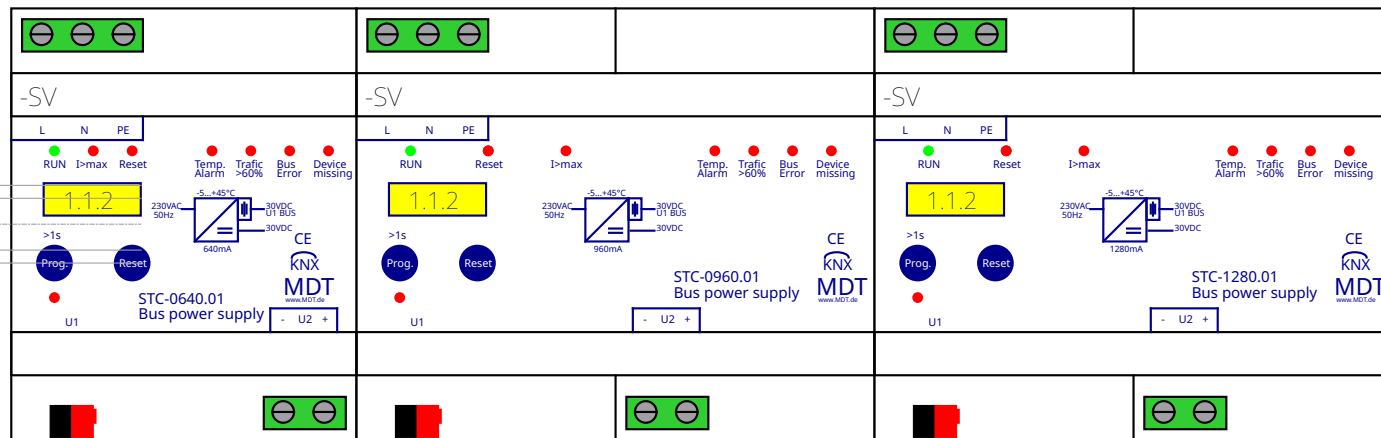 -SV
L N PE
RUN I>max Reset
Temp. Alarm
Trafic >60%
Bus Error
Device missing
1.1.2
-5...+45°C
230VAC 50Hz
30VDC
U1 BUS
30VDC
640mA
>1s
Prog. Reset
CE
KNX
MDT
www.MDT.de
STC-0640.01
Bus power supply
U1
- U2 +
-SV
L N PE
RUN Reset I>max
Temp. Alarm
Trafic >60%
Bus Error
Device missing
1.1.2
-5...+45°C
230VAC 50Hz
30VDC
U1 BUS
30VDC
960mA
>1s
Prog. Reset
CE
KNX
MDT
www.MDT.de
STC-0960.01
Bus power supply
U1
- U2 +
-SV
L N PE
RUN Reset I>max
Temp. Alarm
Trafic >60%
Bus Error
Device missing
1.1.2
-5...+45°C
230VAC 50Hz
30VDC
U1 BUS
30VDC
1280mA
>1s
Prog. Reset
CE
KNX
MDT
www.MDT.de
STC-1280.01
Bus power supply
U1
- U2 +